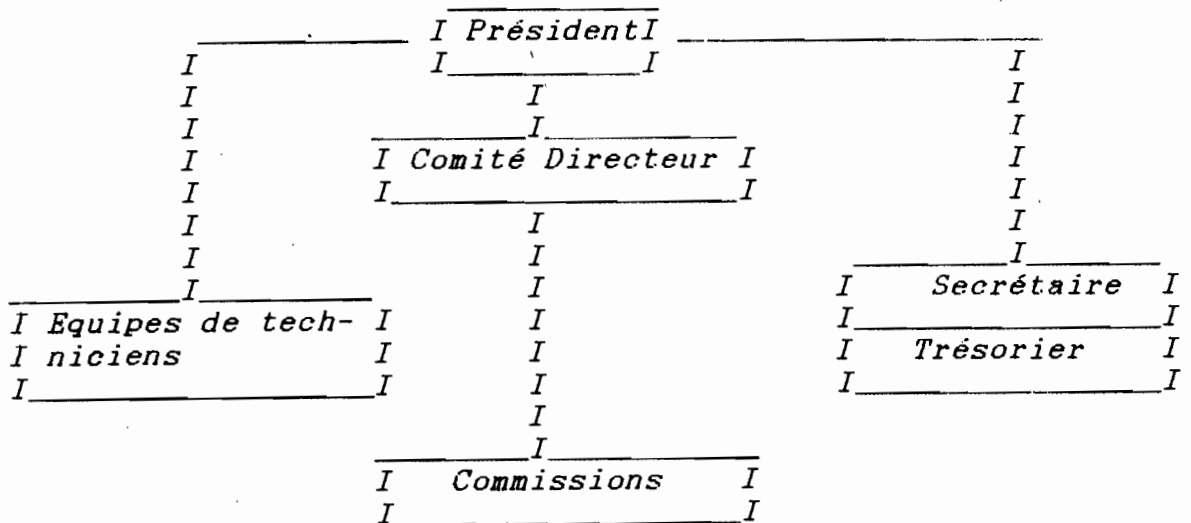 Président
Comité Directeur
Equipes de tech-
niciens
Secrétaire
Trésorier
Commissions